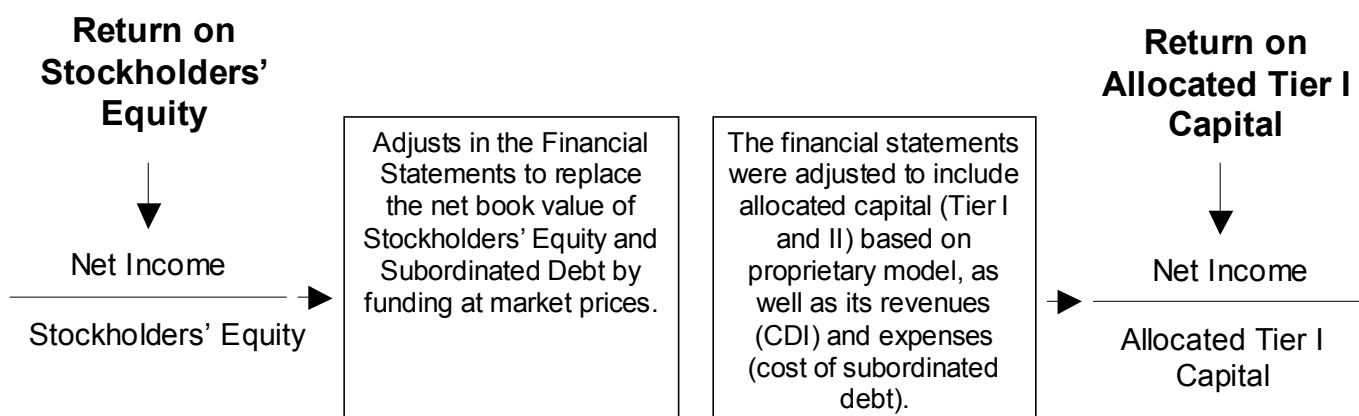 Return on
Stockholders’
Equity
Net Income
Stockholders’ Equity
Adjusts in the Financial
Statements to replace
the net book value of
Stockholders’ Equity and
Subordinated Debt by
funding at market prices.
The financial statements
were adjusted to include
allocated capital (Tier I
and II) based on
proprietary model, as
well as its revenues
(CDI) and expenses
(cost of subordinated
debt).
Return on
Allocated Tier I
Capital
Net Income
Allocated Tier I
Capital